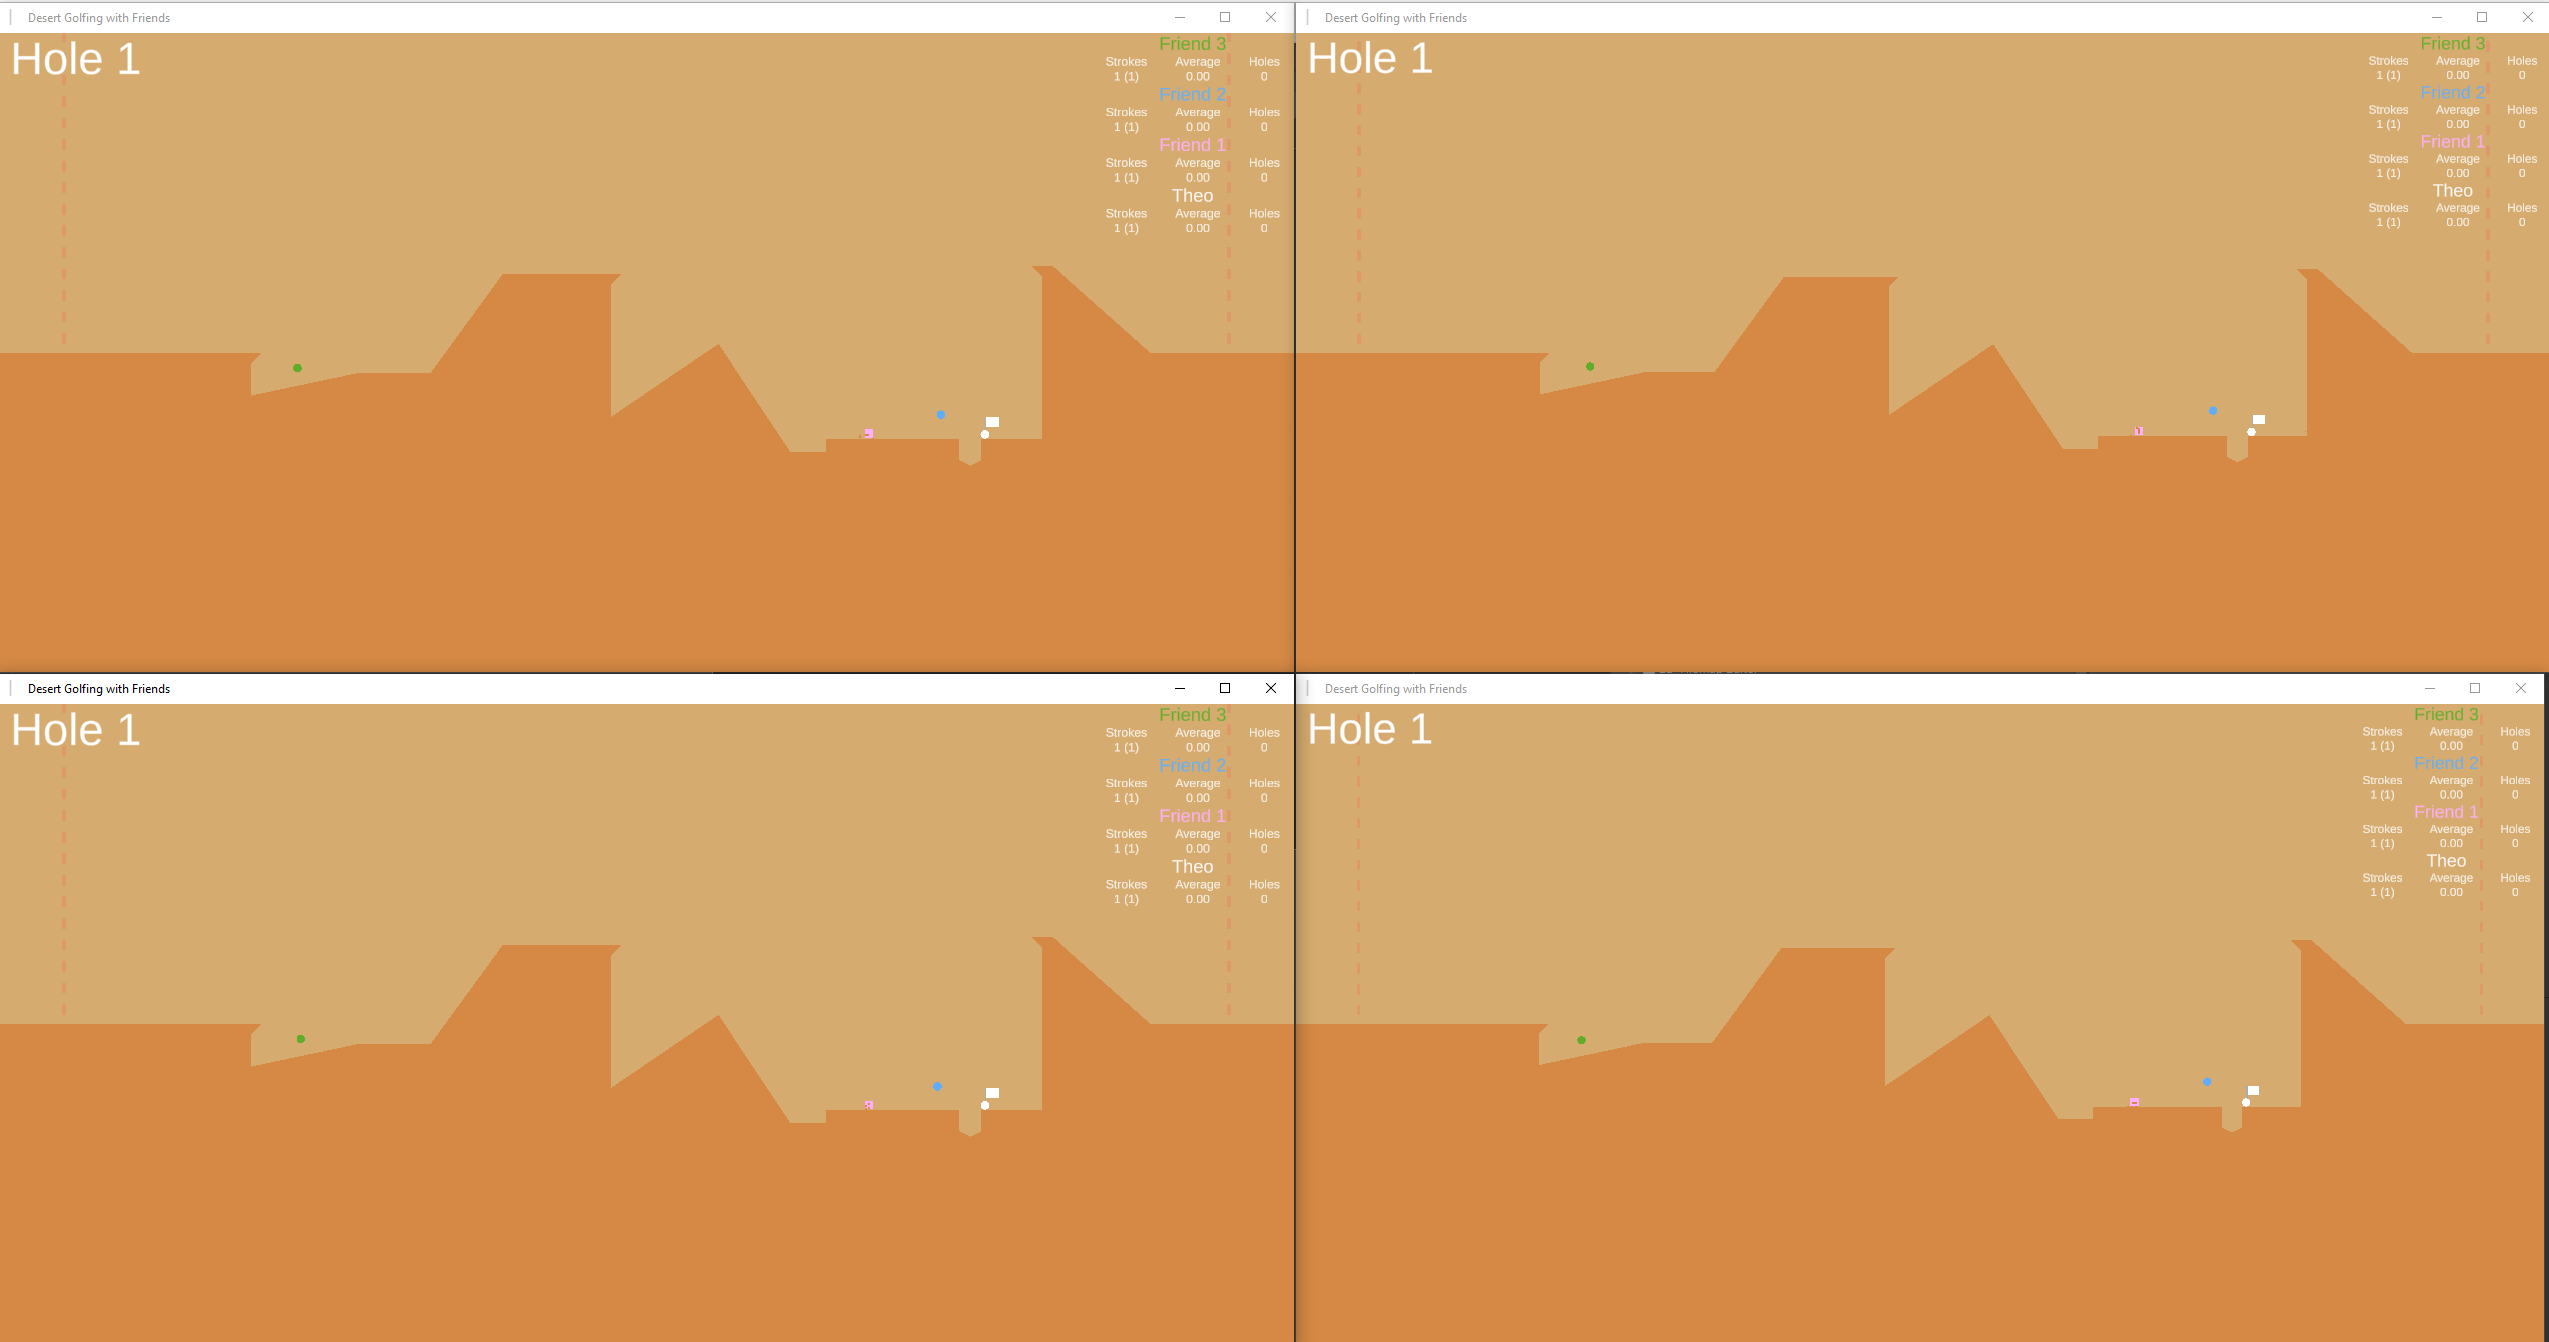 Desert Golfing with Friends
Hole 1
Friend 3
Strokes Average Holes
1 (1) 0.00 0
Friend 2
Strokes Average Holes
1 (1) 0.00 0
Friend 1
Strokes Average Holes
1 (1) 0.00 0
Theo
Strokes Average Holes
1 (1) 0.00 0
Desert Golfing with Friends
Hole 1
Friend 3
Strokes Average Holes
1 (1) 0.00 0
Friend 2
Strokes Average Holes
1 (1) 0.00 0
Friend 1
Strokes Average Holes
1 (1) 0.00 0
Theo
Strokes Average Holes
1 (1) 0.00 0
Desert Golfing with Friends
Hole 1
Friend 3
Strokes Average Holes
1 (1) 0.00 0
Friend 2
Strokes Average Holes
1 (1) 0.00 0
Friend 1
Strokes Average Holes
1 (1) 0.00 0
Theo
Strokes Average Holes
1 (1) 0.00 0
Desert Golfing with Friends
Hole 1
Friend 3
Strokes Average Holes
1 (1) 0.00 0
Friend 2
Strokes Average Holes
1 (1) 0.00 0
Friend 1
Strokes Average Holes
1 (1) 0.00 0
Theo
Strokes Average Holes
1 (1) 0.00 0